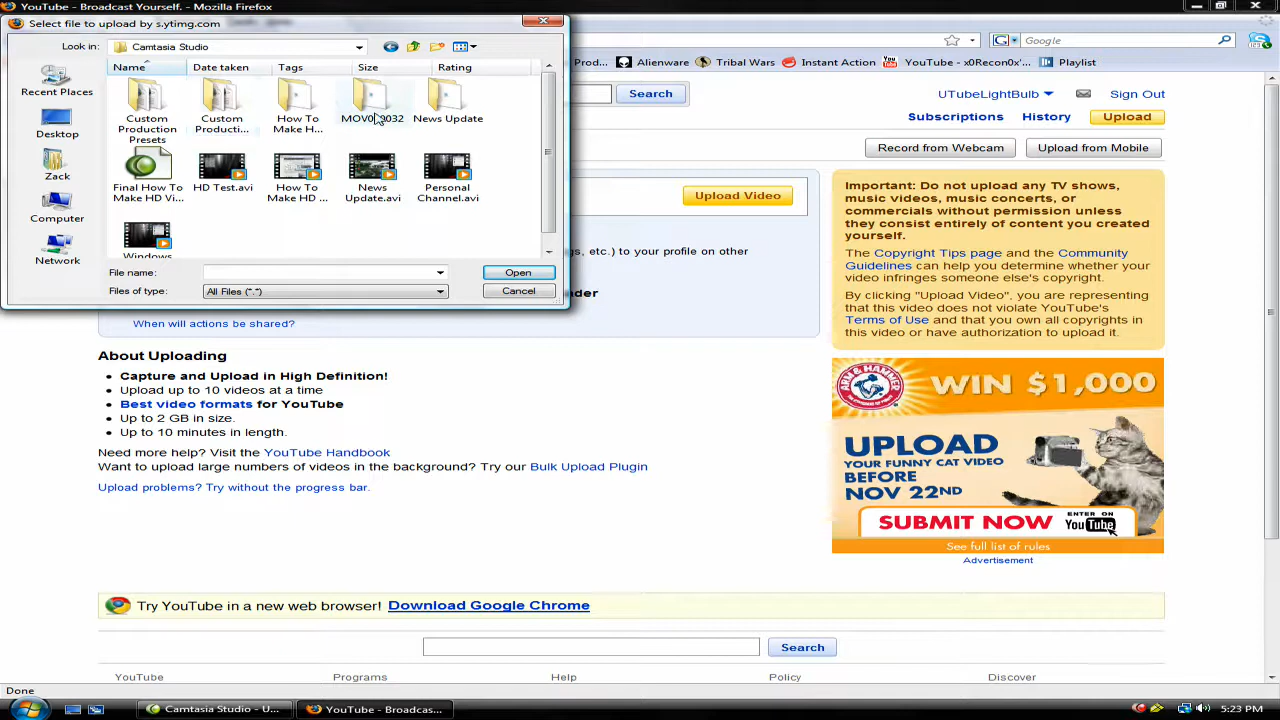 YouTube - Broadcast Yourself. - Mozilla Firefox
Select file to upload by s.ytimg.com
Look in:
Camtasia Studio
Google
Prod...
Alienware
Tribal Wars
Instant Action
YouTube - x0Recon0x'...
Playlist
Name
Date taken
Tags
Size
Rating
Recent Places
Desktop
Zack
Computer
Network
Custom
Production
Presets
Custom
Producti...
How To
Make H...
News Update
Final How To
Make HD Vi...
HD Test.avi
How To
Make HD ...
News
Update.avi
Personal
Channel.avi
Windows
File name:
Open
Files of type:
All Files (*.*)
Cancel
Search
UTubeLightBulb
Sign Out
Subscriptions
History
Upload
Record from Webcam
Upload from Mobile
Upload Video
gs, etc.) to your profile on other
When will actions be shared?
Important: Do not upload any TV shows,
music videos, music concerts, or
commercials without permission unless
they consist entirely of content you created
yourself.
The Copyright Tips page and the Community
Guidelines can help you determine whether your
video infringes someone else's copyright.
By clicking "Upload Video", you are representing
that this video does not violate YouTube's
Terms of Use and that you own all copyrights in
this video or have authorization to upload it.
About Uploading
Capture and Upload in High Definition!
Upload up to 10 videos at a time
Best video formats for YouTube
Up to 2 GB in size.
Up to 10 minutes in length.
Need more help? Visit the YouTube Handbook
Want to upload large numbers of videos in the background? Try our Bulk Upload Plugin
Upload problems? Try without the progress bar.
ARM & HAMMER
WIN $1,000
UPLOAD
YOUR FUNNY CAT VIDEO
BEFORE
NOV 22ND
SUBMIT NOW
ENTER ON
YouTube
See full list of rules
Advertisement
Try YouTube in a new web browser! Download Google Chrome
Search
YouTube
Programs
Help
Policy
Discover
Done
Camtasia Studio - U...
YouTube - Broadcas...
5:23 PM